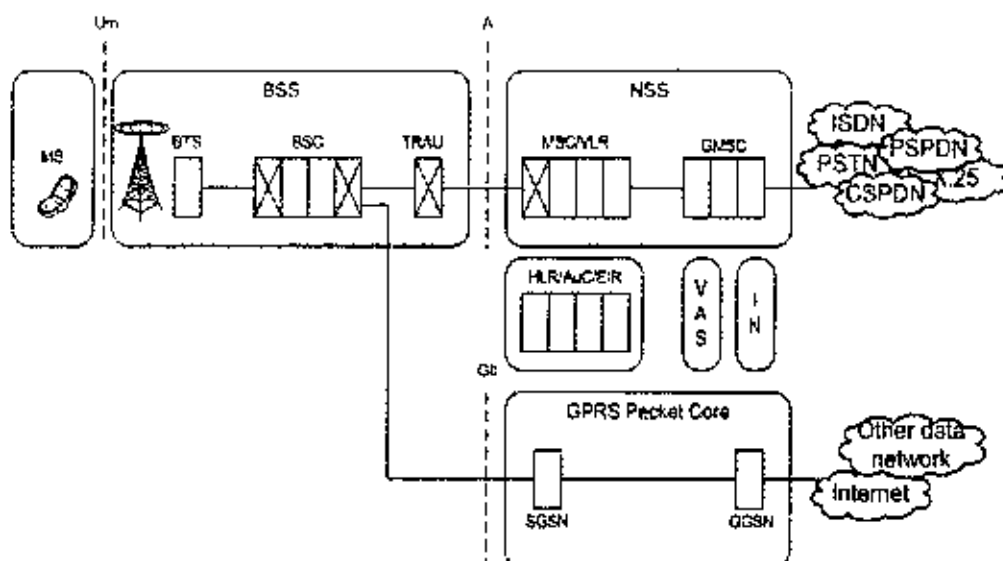 Um
A
BSS
NSS
MS
BTS
BSC
TRAU
MSC/VLR
GMSC
ISDN
PSPDN
PSTN
X.25
CSPDN
HLR/AuC/EIR
VAS
IN
Gb
GPRS Packet Core
Other data
network
Internet
SGSN
GGSN